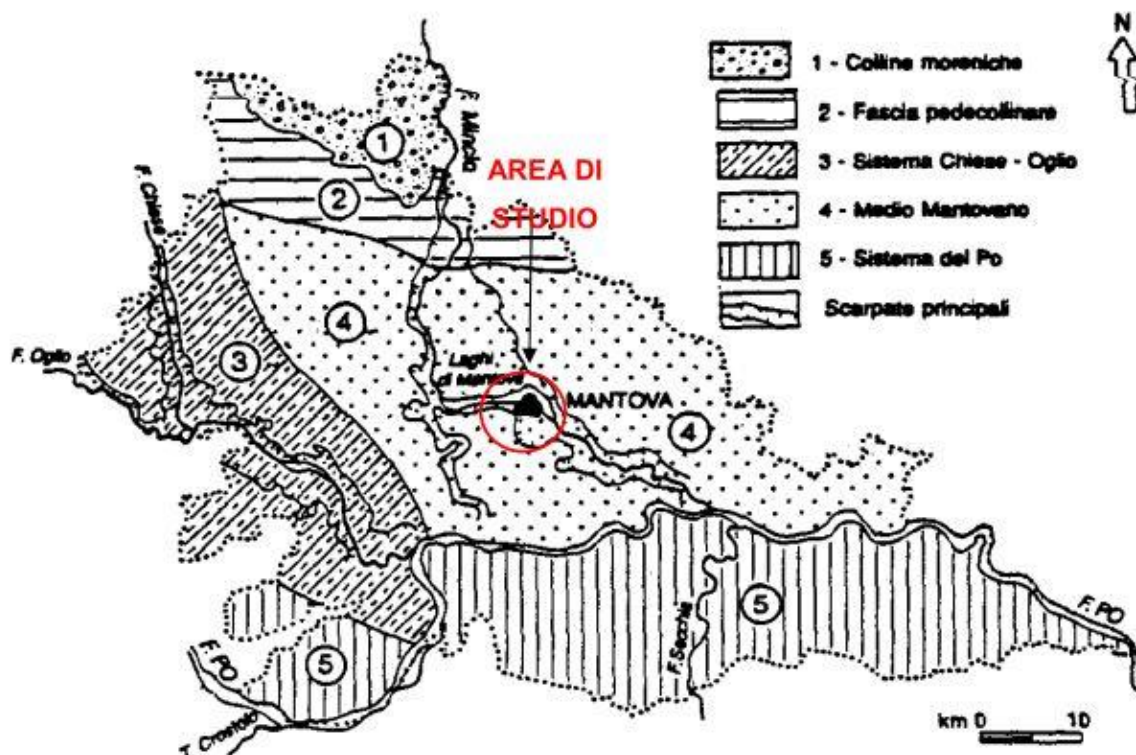 N
1 - Colline moreniche
2 - Fascia pedecollinare
3 - Sistema Chiese - Oglio
4 - Medio Mantovano
5 - Sistema del Po
Scarpate principali
F. Mincio
1
AREA DI
STUDIO
2
F. Chiese
4
3
F. Oglio
Laghi
di Mantova
MANTOVA
4
5
F. Secchia
5
F. PO
F. PO
T. Crostolo
km 0 10